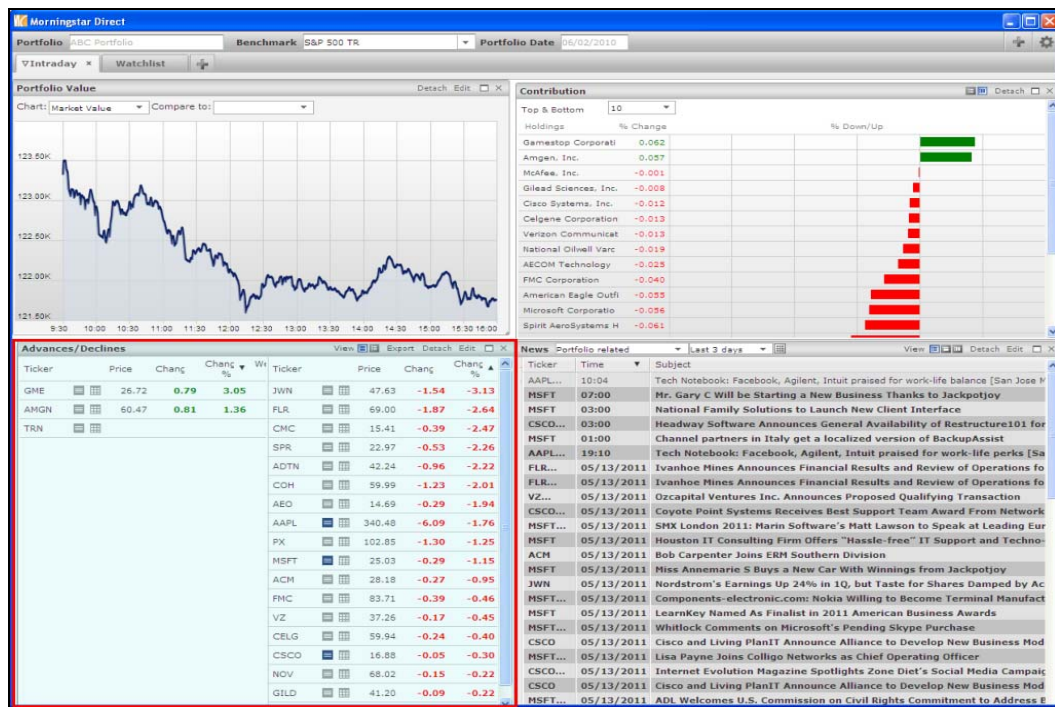 Morningstar Direct
Portfolio ABC Portfolio Benchmark S&P 500 TR Portfolio Date 06/02/2010
Intraday × Watchlist
Portfolio Value Detach Edit
Chart: Market Value Compare to:
123.50K
123.00K
122.50K
122.00K
121.50K
9:30 10:00 10:30 11:00 11:30 12:00 12:30 13:00 13:30 14:00 14:30 15:00 15:30 16:00
Contribution Detach
Top & Bottom 10
Holdings % Change % Down/Up
Gamestop Corporati 0.062
Amgen, Inc. 0.057
McAfee, Inc. -0.001
Gilead Sciences, Inc. -0.008
Cisco Systems, Inc. -0.012
Celgene Corporation -0.013
Verizon Communicat -0.013
National Oilwell Varc -0.019
AECOM Technology -0.025
FMC Corporation -0.040
American Eagle Outfi -0.055
Microsoft Corporatio -0.056
Spirit AeroSystems H -0.061
Advances/Declines View Export Detach Edit
Ticker Price Chang Chang % We
GME 26.72 0.79 3.05
AMGN 60.47 0.81 1.36
TRN
Ticker Price Chang Chang %
JWN 47.63 -1.54 -3.13
FLR 69.00 -1.87 -2.64
CMC 15.41 -0.39 -2.47
SPR 22.97 -0.53 -2.26
ADTN 42.24 -0.96 -2.22
COH 59.99 -1.23 -2.01
AEO 14.69 -0.29 -1.94
AAPL 340.48 -6.09 -1.76
PX 102.85 -1.30 -1.25
MSFT 25.03 -0.29 -1.15
ACM 28.18 -0.27 -0.95
FMC 83.71 -0.39 -0.46
VZ 37.26 -0.17 -0.45
CELG 59.94 -0.24 -0.40
CSCO 16.88 -0.05 -0.30
NOV 68.02 -0.15 -0.22
GILD 41.20 -0.09 -0.22
News Portfolio related Last 3 days View Detach Edit
Ticker Time Subject
AAPL... 10:04 Tech Notebook: Facebook, Agilent, Intuit praised for work-life balance [San Jose M
MSFT 07:00 Mr. Gary C Will be Starting a New Business Thanks to Jackpotjoy
MSFT 03:00 National Family Solutions to Launch New Client Interface
CSCO... 03:00 Headway Software Announces General Availability of Restructure101 for
MSFT 01:00 Channel partners in Italy get a localized version of BackupAssist
AAPL... 19:10 Tech Notebook: Facebook, Agilent, Intuit praised for work-life perks [Sa
FLR... 05/13/2011 Ivanhoe Mines Announces Financial Results and Review of Operations fo
FLR... 05/13/2011 Ivanhoe Mines Announces Financial Results and Review of Operations fo
VZ... 05/13/2011 Ozcapital Ventures Inc. Announces Proposed Qualifying Transaction
CSCO... 05/13/2011 Coyote Point Systems Receives Best Support Team Award From Network
MSFT... 05/13/2011 SMX London 2011: Marin Software's Matt Lawson to Speak at Leading Eur
MSFT 05/13/2011 Houston IT Consulting Firm Offers "Hassle-free" IT Support and Techno-
ACM 05/13/2011 Bob Carpenter Joins ERM Southern Division
MSFT 05/13/2011 Miss Annemarie S Buys a New Car With Winnings from Jackpotjoy
JWN 05/13/2011 Nordstrom's Earnings Up 24% in 1Q, but Taste for Shares Damped by Ac
MSFT... 05/13/2011 Components-electronic.com: Nokia Willing to Become Terminal Manufact
MSFT 05/13/2011 LearnKey Named As Finalist in 2011 American Business Awards
MSFT... 05/13/2011 Whitlock Comments on Microsoft's Pending Skype Purchase
CSCO 05/13/2011 Cisco and Living PlanIT Announce Alliance to Develop New Business Mod
MSFT... 05/13/2011 Lisa Payne Joins Colligo Networks as Chief Operating Officer
CSCO... 05/13/2011 Internet Evolution Magazine Spotlights Zone Diet's Social Media Campaig
CSCO 05/13/2011 Cisco and Living PlanIT Announce Alliance to Develop New Business Mod
MSFT... 05/13/2011 ADL Welcomes U.S. Commission on Civil Rights Commitment to Address B